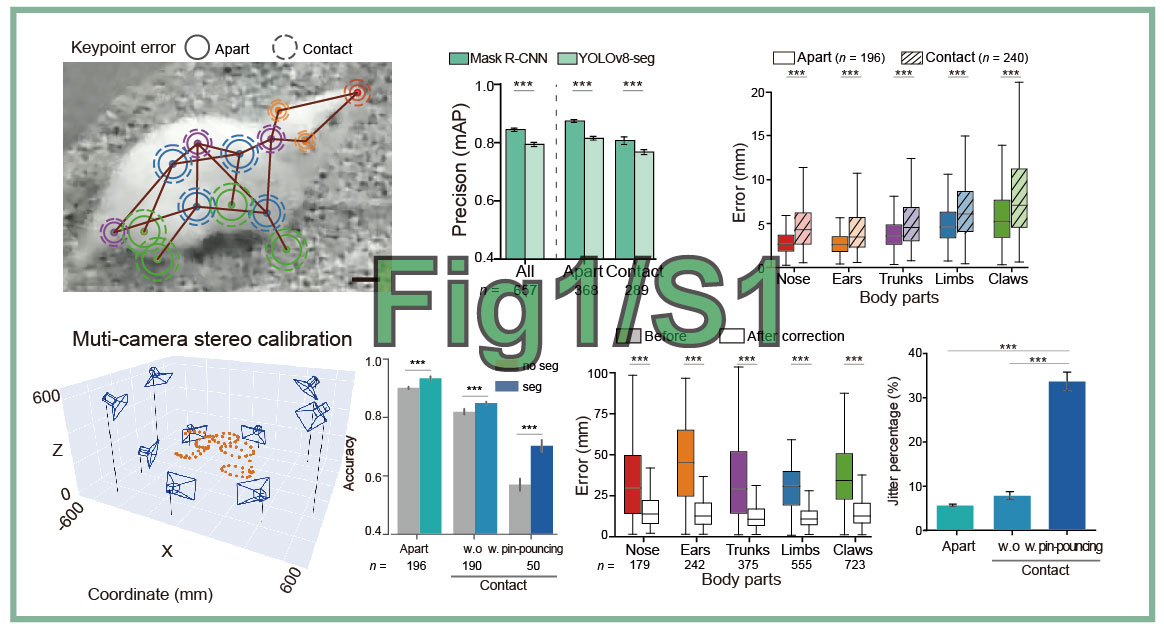 Keypoint error Apart Contact
Mask R-CNN YOLOv8-seg
Precison (mAP)
1.0
0.8
0.6
0.4
*** *** ***
All Apart Contact
n = 657 368 289
Apart (n = 196) Contact (n = 240)
*** *** *** *** ***
Error (mm)
20
15
10
5
0
Nose Ears Trunks Limbs Claws
Body parts
Fig1/S1
Muti-camera stereo calibration
600
Z
0
-600
X
600
Coordinate (mm)
no seg
seg
Accuracy
1.0
0.8
0.6
0.4
*** *** ***
Apart w.o w. pin-pouncing
n = 196 190 50
Contact
Before After correction
*** *** *** *** ***
Error (mm)
100
75
50
25
0
Nose Ears Trunks Limbs Claws
n = 179 242 375 555 723
Body parts
Jitter percentage (%)
40
30
20
10
0
***
***
Apart w.o w. pin-pouncing
Contact